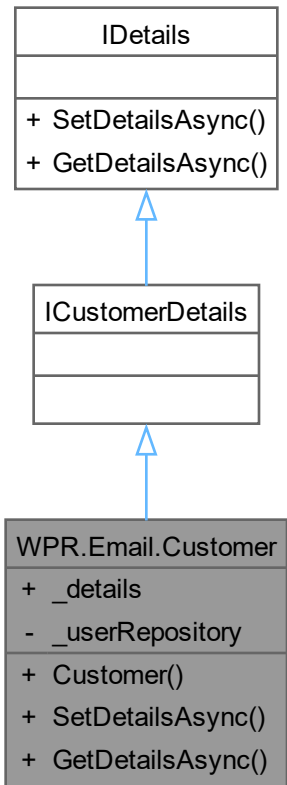 IDetails
+ SetDetailsAsync()
+ GetDetailsAsync()
ICustomerDetails
WPR.Email.Customer
+ _details
- _userRepository
+ Customer()
+ SetDetailsAsync()
+ GetDetailsAsync()